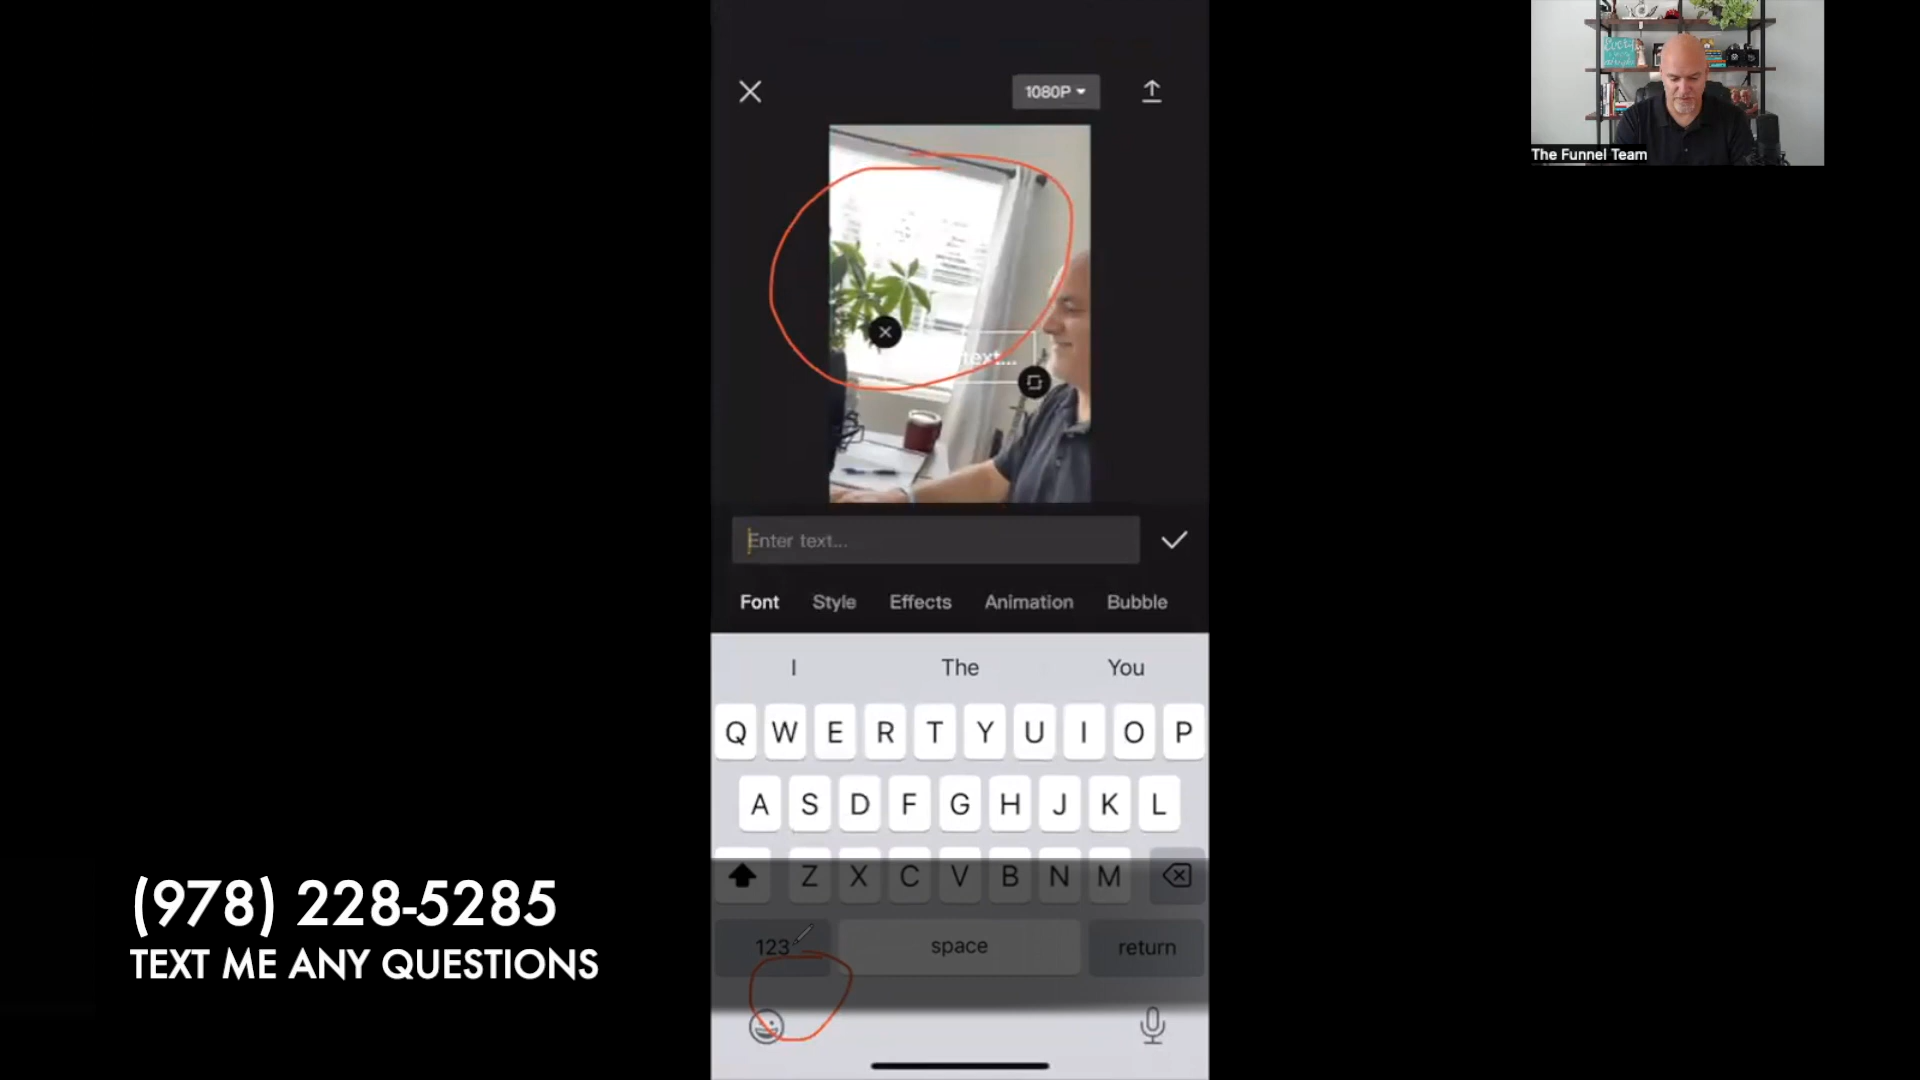 1080P
The Funnel Team
text...
Enter text...
Font Style Effects Animation Bubble
I The You
Q W E R T Y U I O P
A S D F G H J K L
Z X C V B N M
123 space return
(978) 228-5285
TEXT ME ANY QUESTIONS